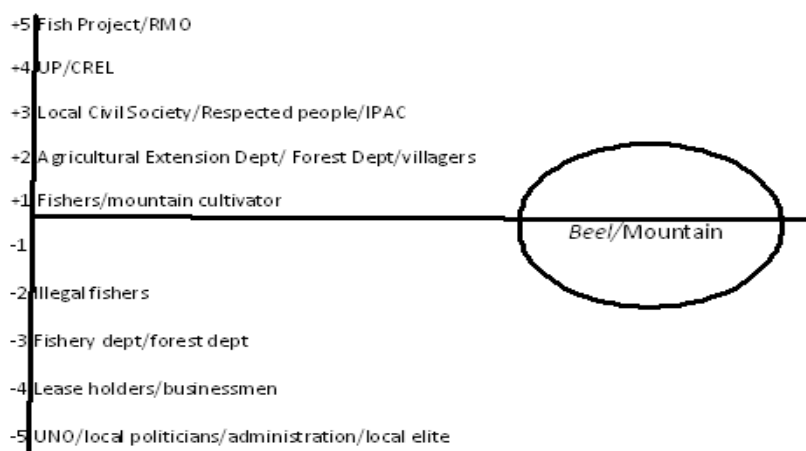 +5 Fish Project/RMO
+4 UP/CREL
+3 Local Civil Society/Respected people/IPAC
+2 Agricultural Extension Dept/ Forest Dept/villagers
+1 Fishers/mountain cultivator
Beel/Mountain
-1
-2 Illegal fishers
-3 Fishery dept/forest dept
-4 Lease holders/businessmen
-5 UNO/local politicians/administration/local elite